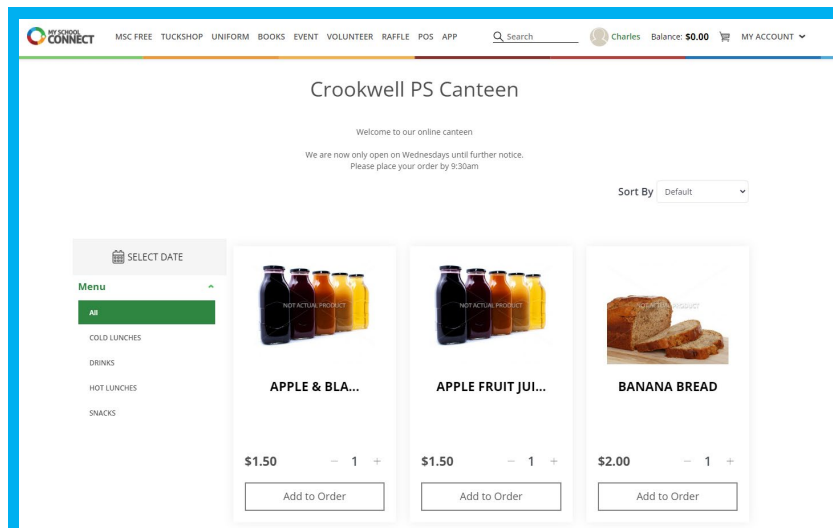 MY SCHOOL
CONNECT
MSC FREE TUCKSHOP UNIFORM BOOKS EVENT VOLUNTEER RAFFLE POS APP Search Charles Balance: $0.00 MY ACCOUNT
Crookwell PS Canteen
Welcome to our online canteen
We are now only open on Wednesdays until further notice.
Please place your order by 9:30am
Sort By Default
SELECT DATE
Menu
All
COLD LUNCHES
DRINKS
HOT LUNCHES
SNACKS
NOT ACTUAL PRODUCT
APPLE & BLA...
$1.50 − 1 +
Add to Order
NOT ACTUAL PRODUCT
APPLE FRUIT JUI...
$1.50 − 1 +
Add to Order
NOT ACTUAL PRODUCT
BANANA BREAD
$2.00 − 1 +
Add to Order